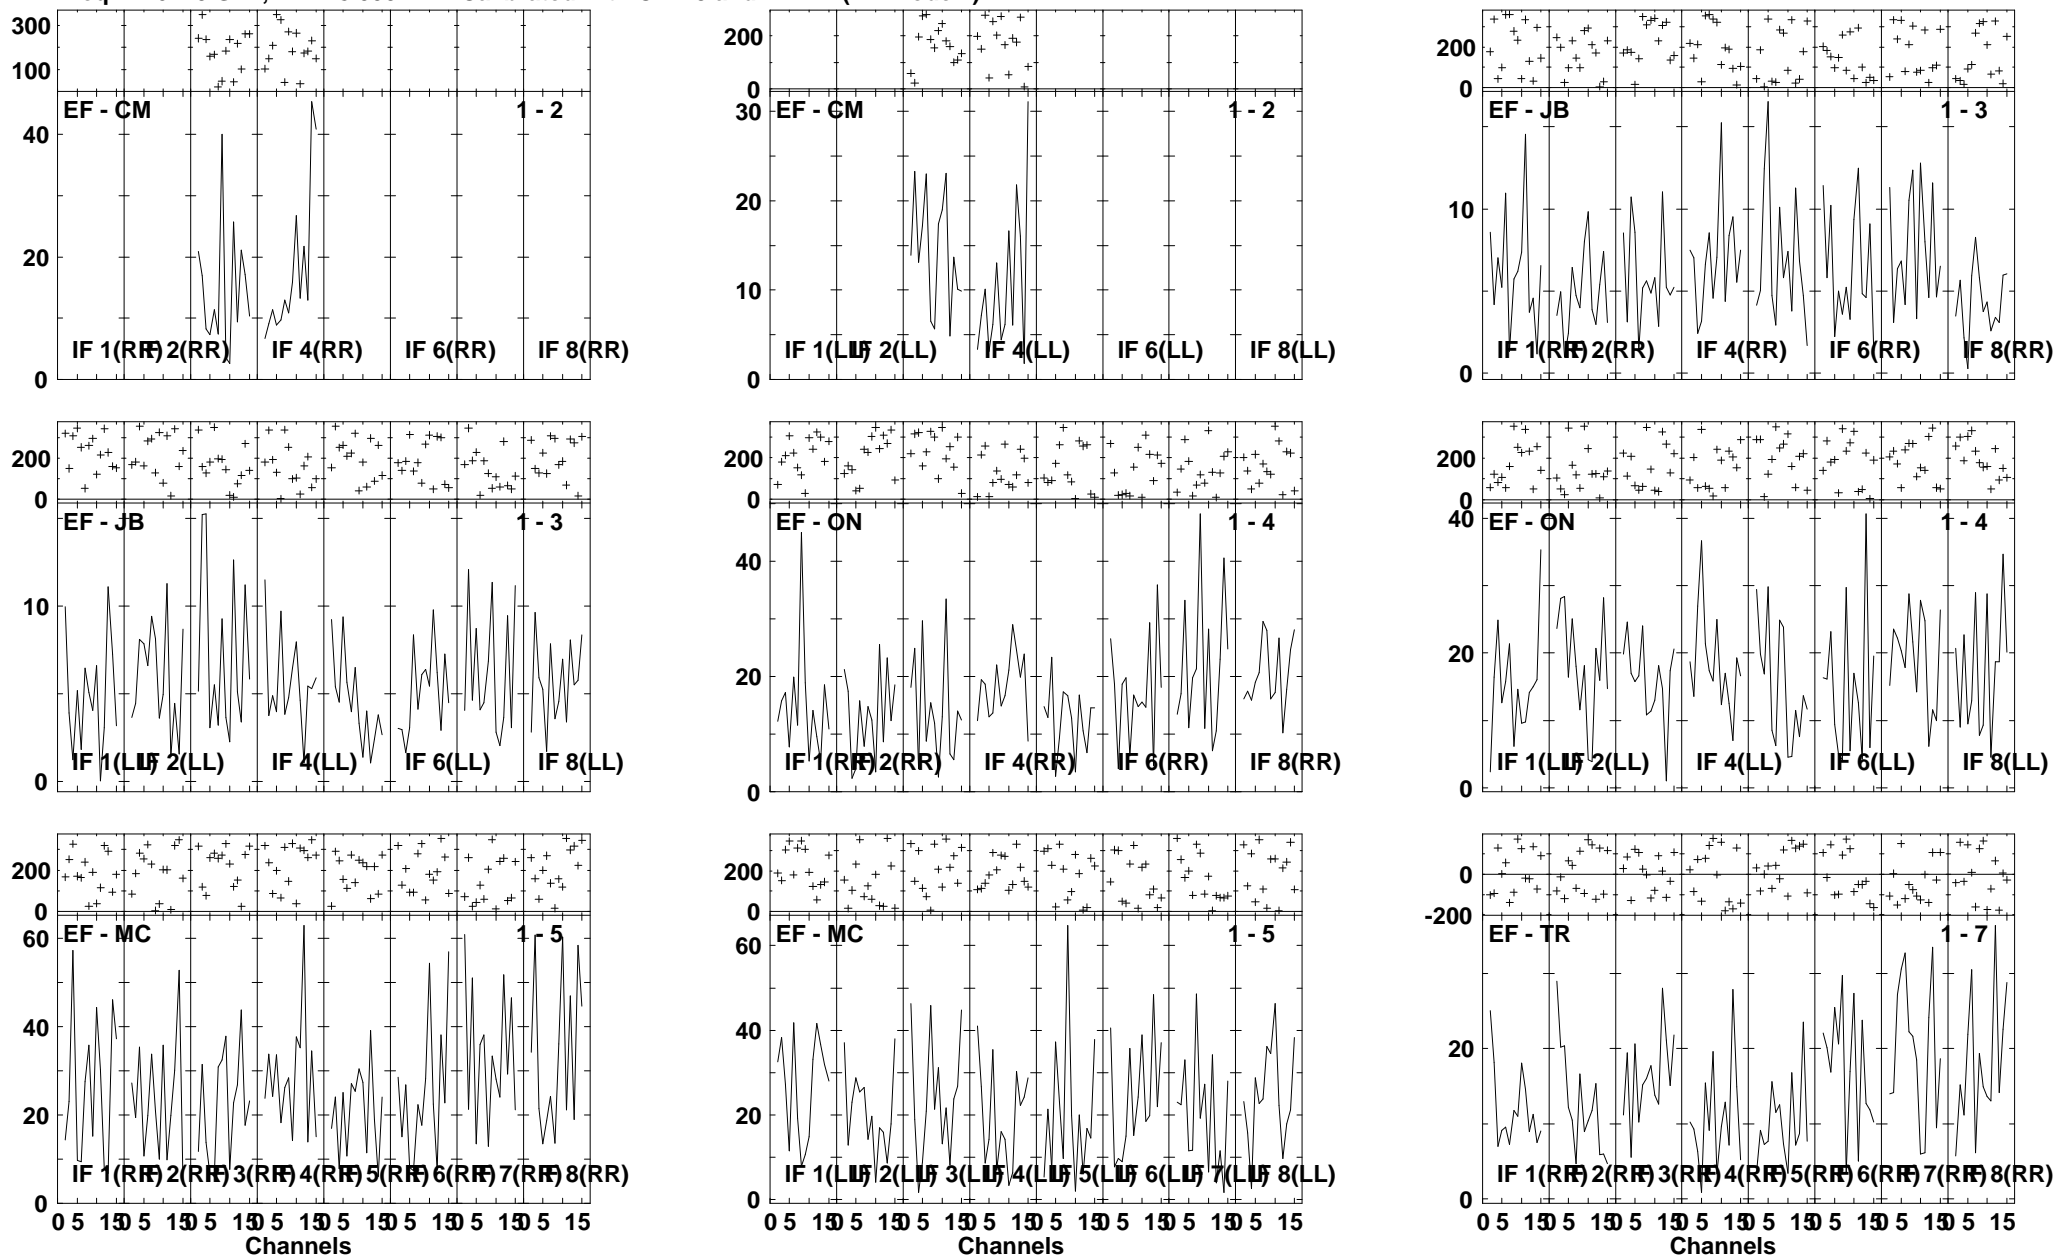 300
100
EF - CM 1 - 2
40
20
0
IF 1(RR) IF 2(RR) IF 4(RR) IF 6(RR) IF 8(RR)
200
0
EF - CM 1 - 2
30
20
10
0
IF 1(LL) IF 2(LL) IF 4(LL) IF 6(LL) IF 8(LL)
200
0
EF - JB 1 - 3
10
0
IF 1(RR) IF 2(RR) IF 4(RR) IF 6(RR) IF 8(RR)
200
0
EF - JB 1 - 3
10
0
IF 1(LL) IF 2(LL) IF 4(LL) IF 6(LL) IF 8(LL)
200
0
EF - ON 1 - 4
40
20
0
IF 1(RR) IF 2(RR) IF 4(RR) IF 6(RR) IF 8(RR)
200
0
EF - ON 1 - 4
40
20
0
IF 1(LL) IF 2(LL) IF 4(LL) IF 6(LL) IF 8(LL)
200
0
EF - MC 1 - 5
60
40
20
0
IF 1(RR) IF 2(RR) IF 3(RR) IF 4(RR) IF 5(RR) IF 6(RR) IF 7(RR) IF 8(RR)
0 5 15 0 5 15 0 5 15 0 5 15 0 5 15 0 5 15 0 5 15 0 5 15
Channels
200
0
EF - MC 1 - 5
60
40
20
0
IF 1(LL) IF 2(LL) IF 3(LL) IF 4(LL) IF 5(LL) IF 6(LL) IF 7(LL) IF 8(LL)
0 5 15 0 5 15 0 5 15 0 5 15 0 5 15 0 5 15 0 5 15 0 5 15
Channels
0
-200
EF - TR 1 - 7
20
0
IF 1(RR) IF 2(RR) IF 3(RR) IF 4(RR) IF 5(RR) IF 6(RR) IF 7(RR) IF 8(RR)
0 5 15 0 5 15 0 5 15 0 5 15 0 5 15 0 5 15 0 5 15 0 5 15
Channels